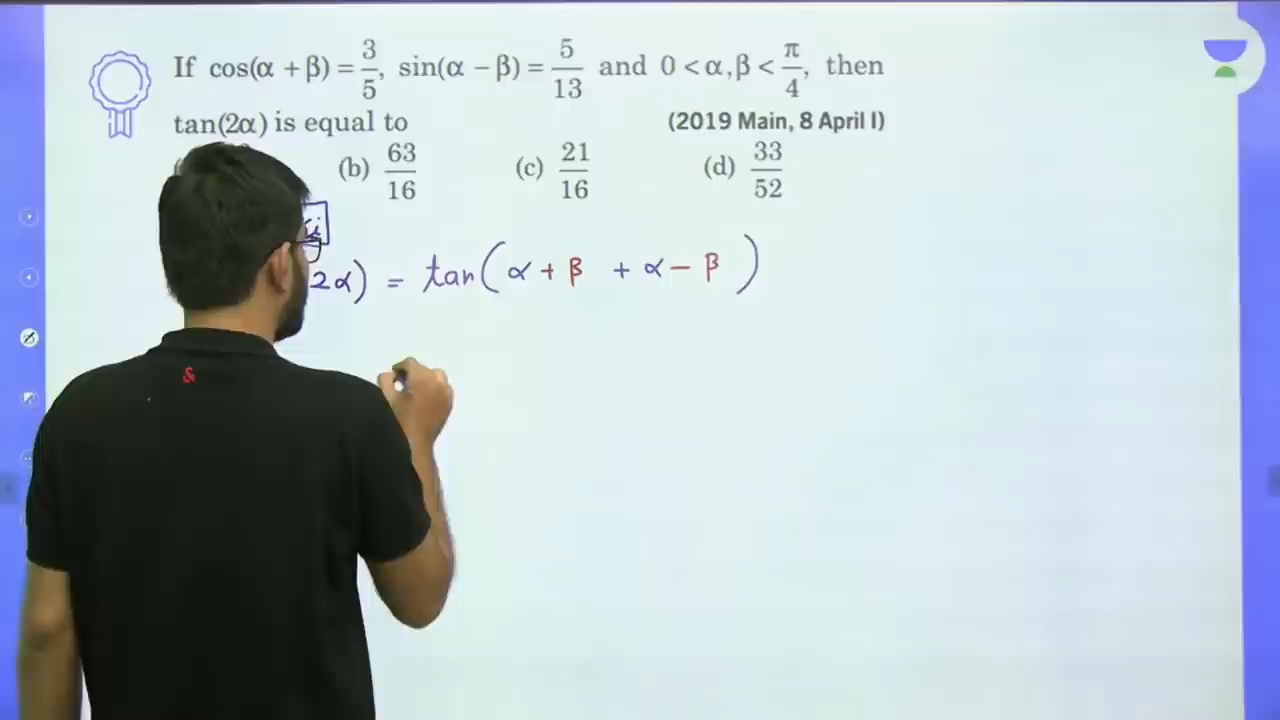 If cos(α + β) = 3/5, sin(α − β) = 5/13 and 0 < α, β < π/4, then
tan(2α) is equal to (2019 Main, 8 April I)
(b) 63/16 (c) 21/16 (d) 33/52
2α) = tan(α + β + α − β)